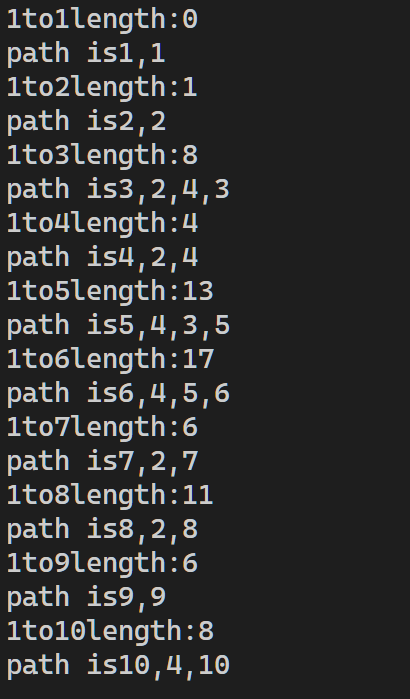 1to1length:0
path is1,1
1to2length:1
path is2,2
1to3length:8
path is3,2,4,3
1to4length:4
path is4,2,4
1to5length:13
path is5,4,3,5
1to6length:17
path is6,4,5,6
1to7length:6
path is7,2,7
1to8length:11
path is8,2,8
1to9length:6
path is9,9
1to10length:8
path is10,4,10